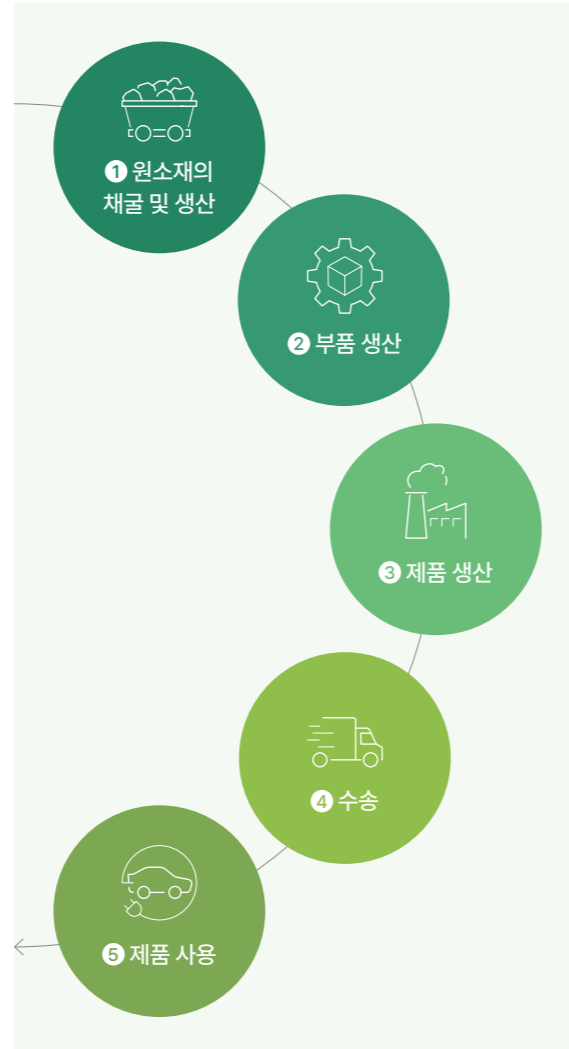 ❶ 원소재의
채굴 및 생산
❷ 부품 생산
❸ 제품 생산
❹ 수송
❺ 제품 사용